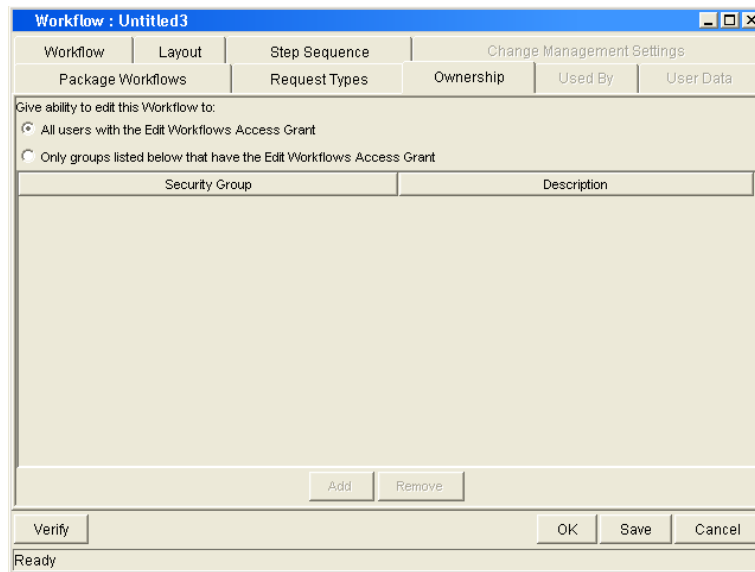 Workflow : Untitled3
Workflow Layout Step Sequence Change Management Settings
Package Workflows Request Types Ownership Used By User Data
Give ability to edit this Workflow to:
All users with the Edit Workflows Access Grant
Only groups listed below that have the Edit Workflows Access Grant
Security Group Description
Add Remove
Verify OK Save Cancel
Ready